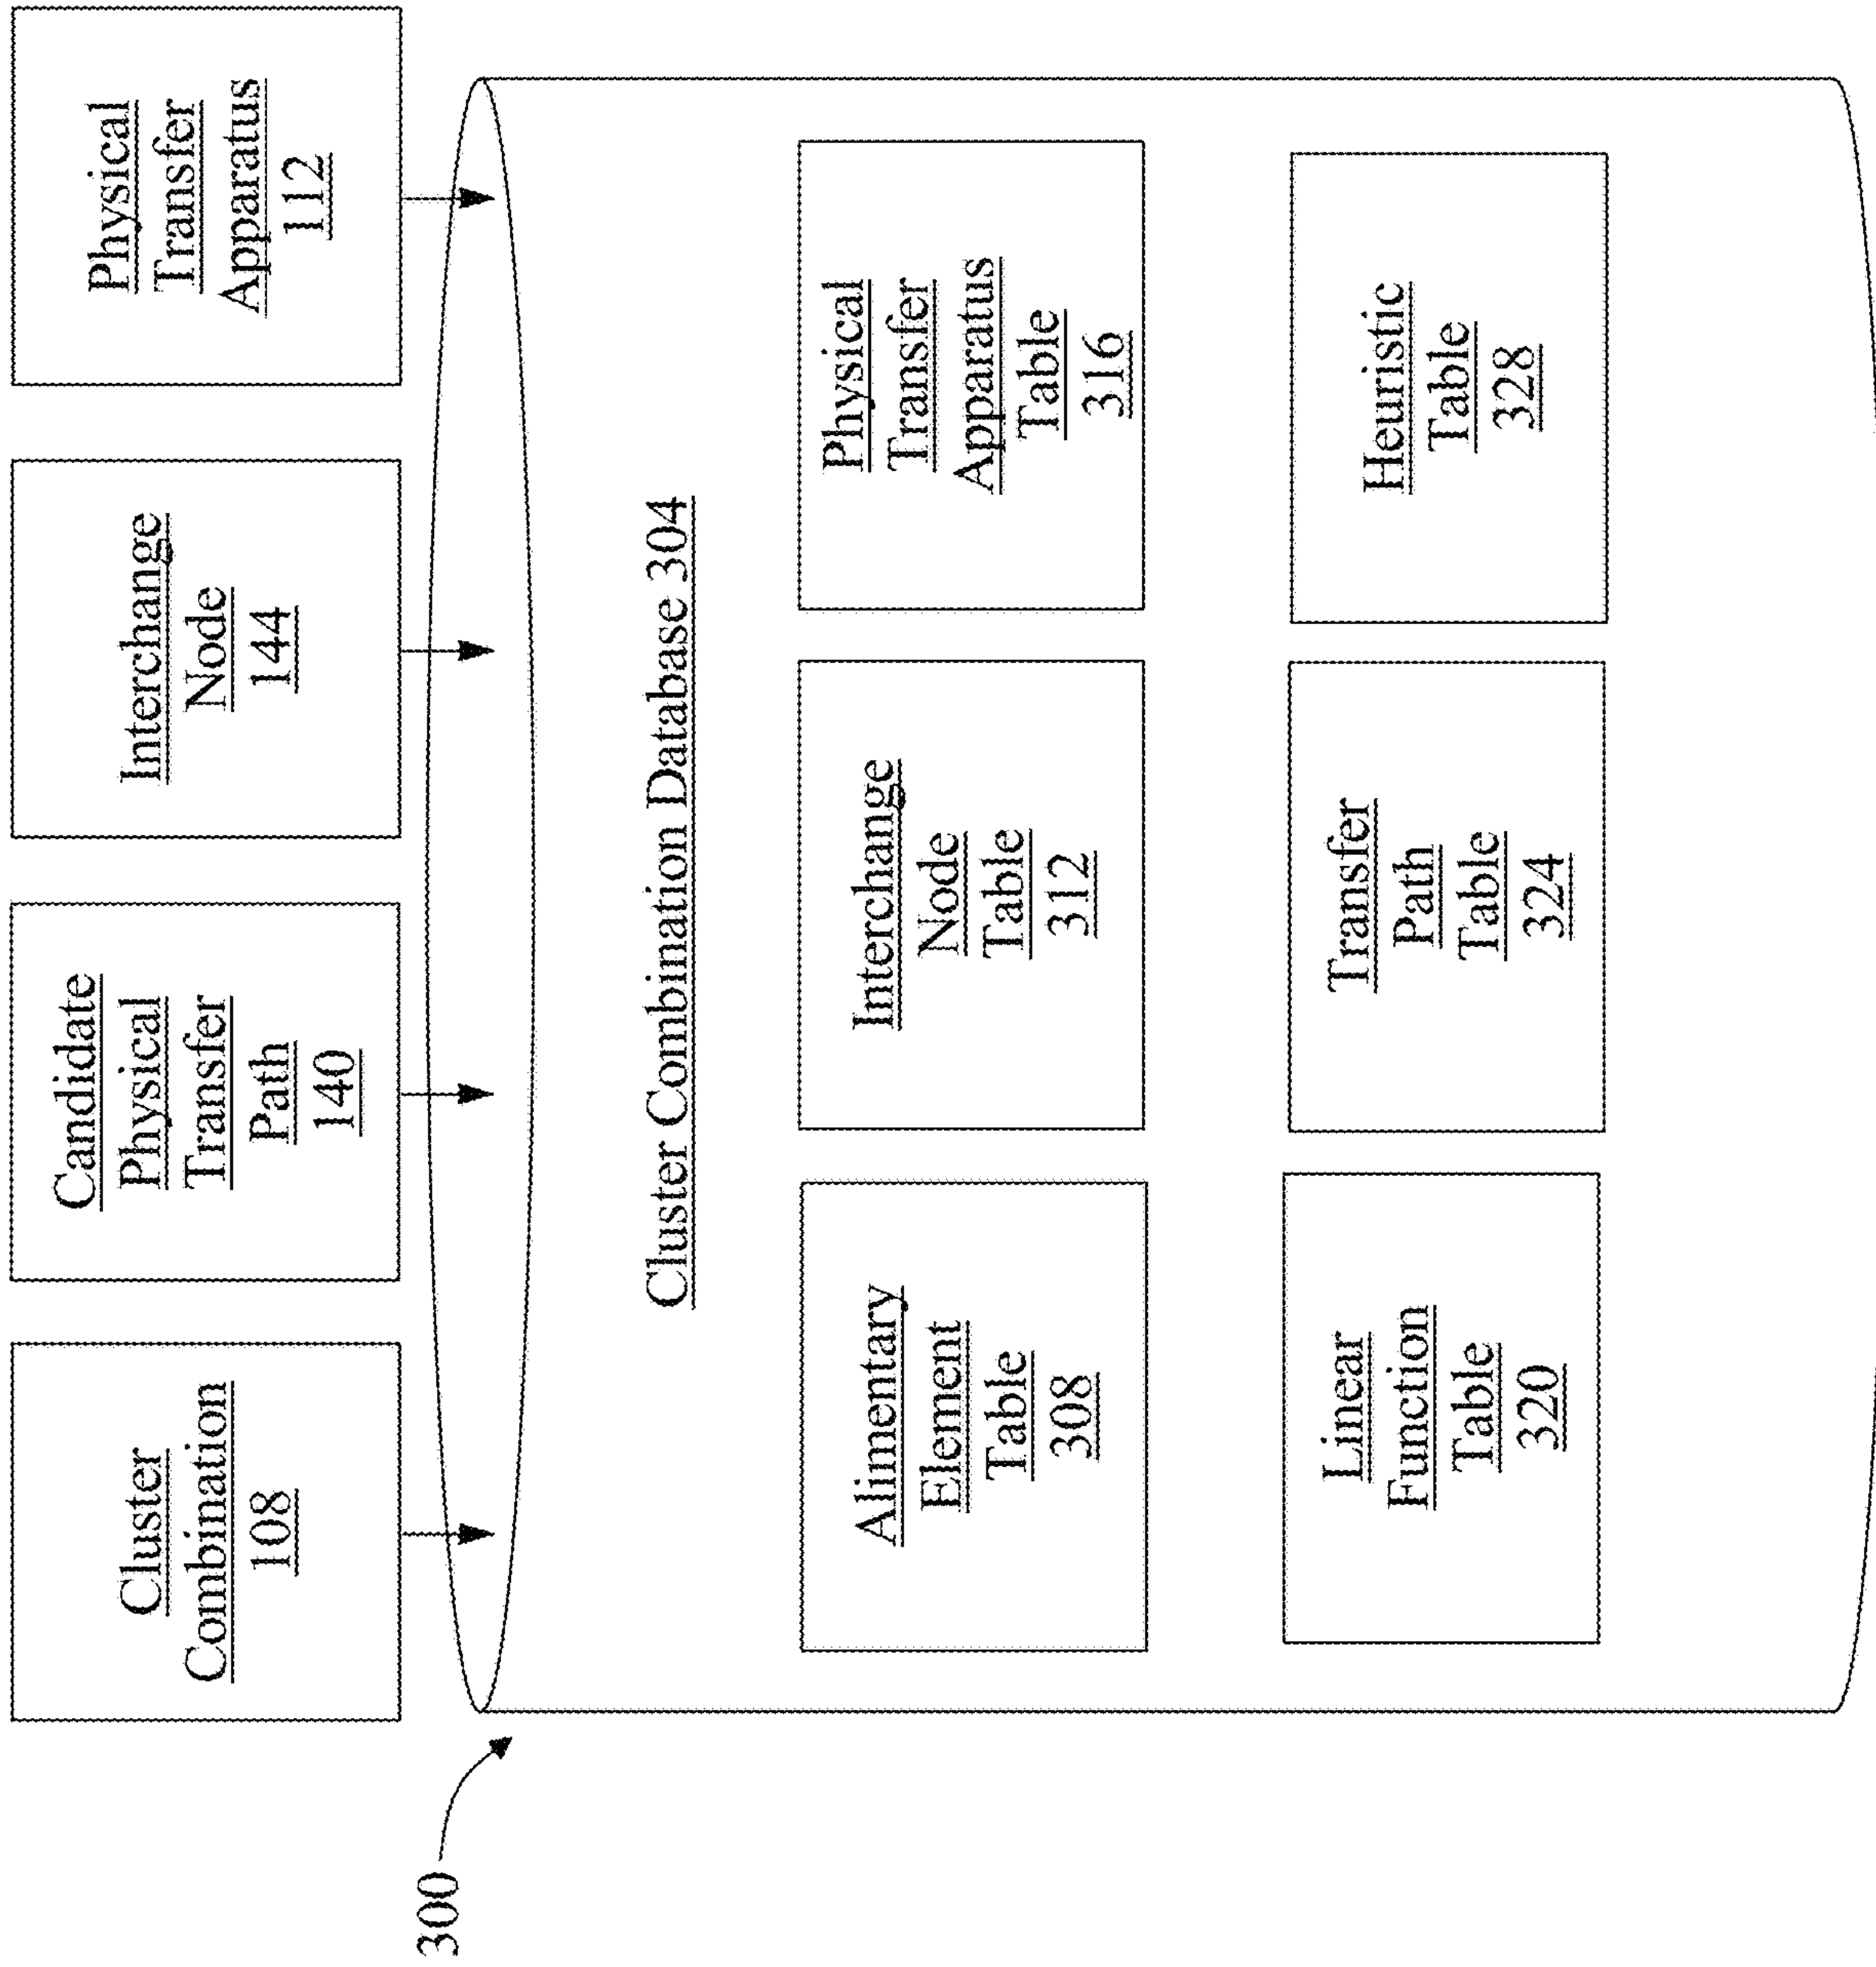 Cluster
Combination
108
Candidate
Physical
Transfer
Path
140
Interchange
Node
144
Physical
Transfer
Apparatus
112
300
Cluster Combination Database 304
Alimentary
Element
Table
308
Interchange
Node
Table
312
Physical
Transfer
Apparatus
Table
316
Linear
Function
Table
320
Transfer
Path
Table
324
Heuristic
Table
328